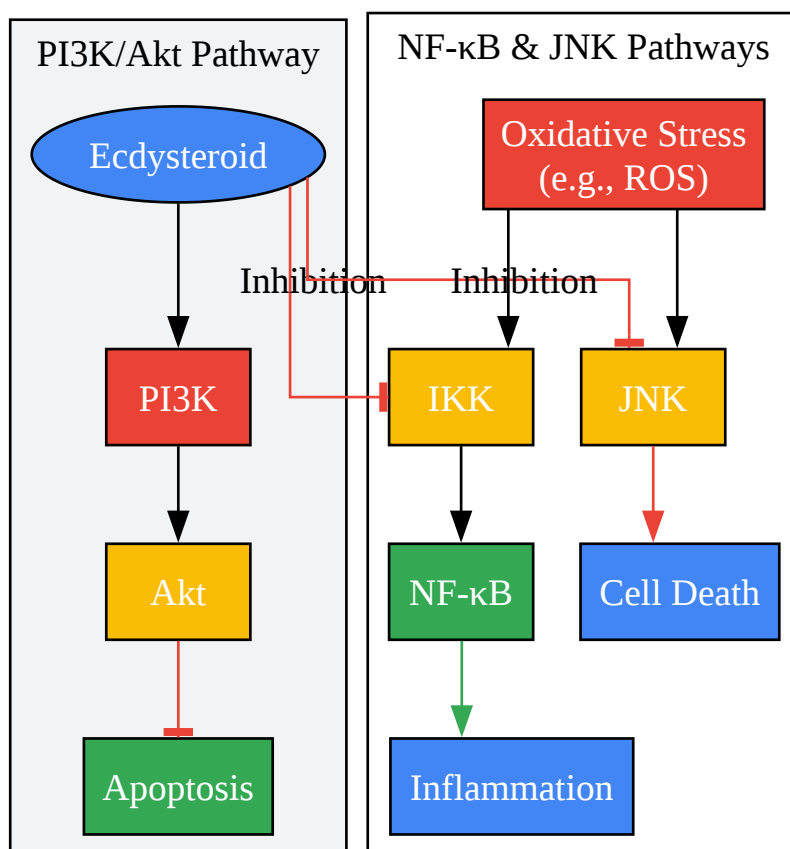 PI3K/Akt Pathway
NF-κB & JNK Pathways
Ecdysteroid
Oxidative Stress
(e.g., ROS)
Inhibition
Inhibition
PI3K
IKK
JNK
Akt
NF-κB
Cell Death
Apoptosis
Inflammation